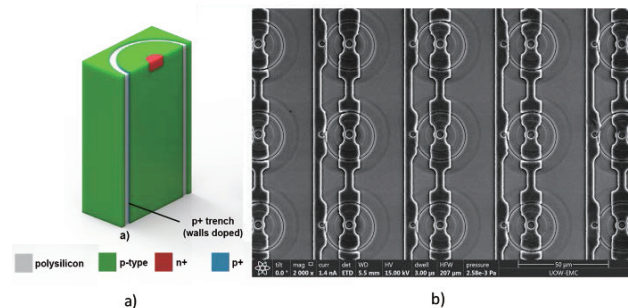 a)
p+ trench
(walls doped)
polysilicon
p-type
n+
p+
a)
tilt
mag
curr
det
WD
HV
dwell
HFW
pressure
50 μm
0.0 °
2 000 x
1.4 nA
ETD
5.5 mm
15.00 kV
3.00 μs
207 μm
2.58e-3 Pa
UOW-EMC
b)